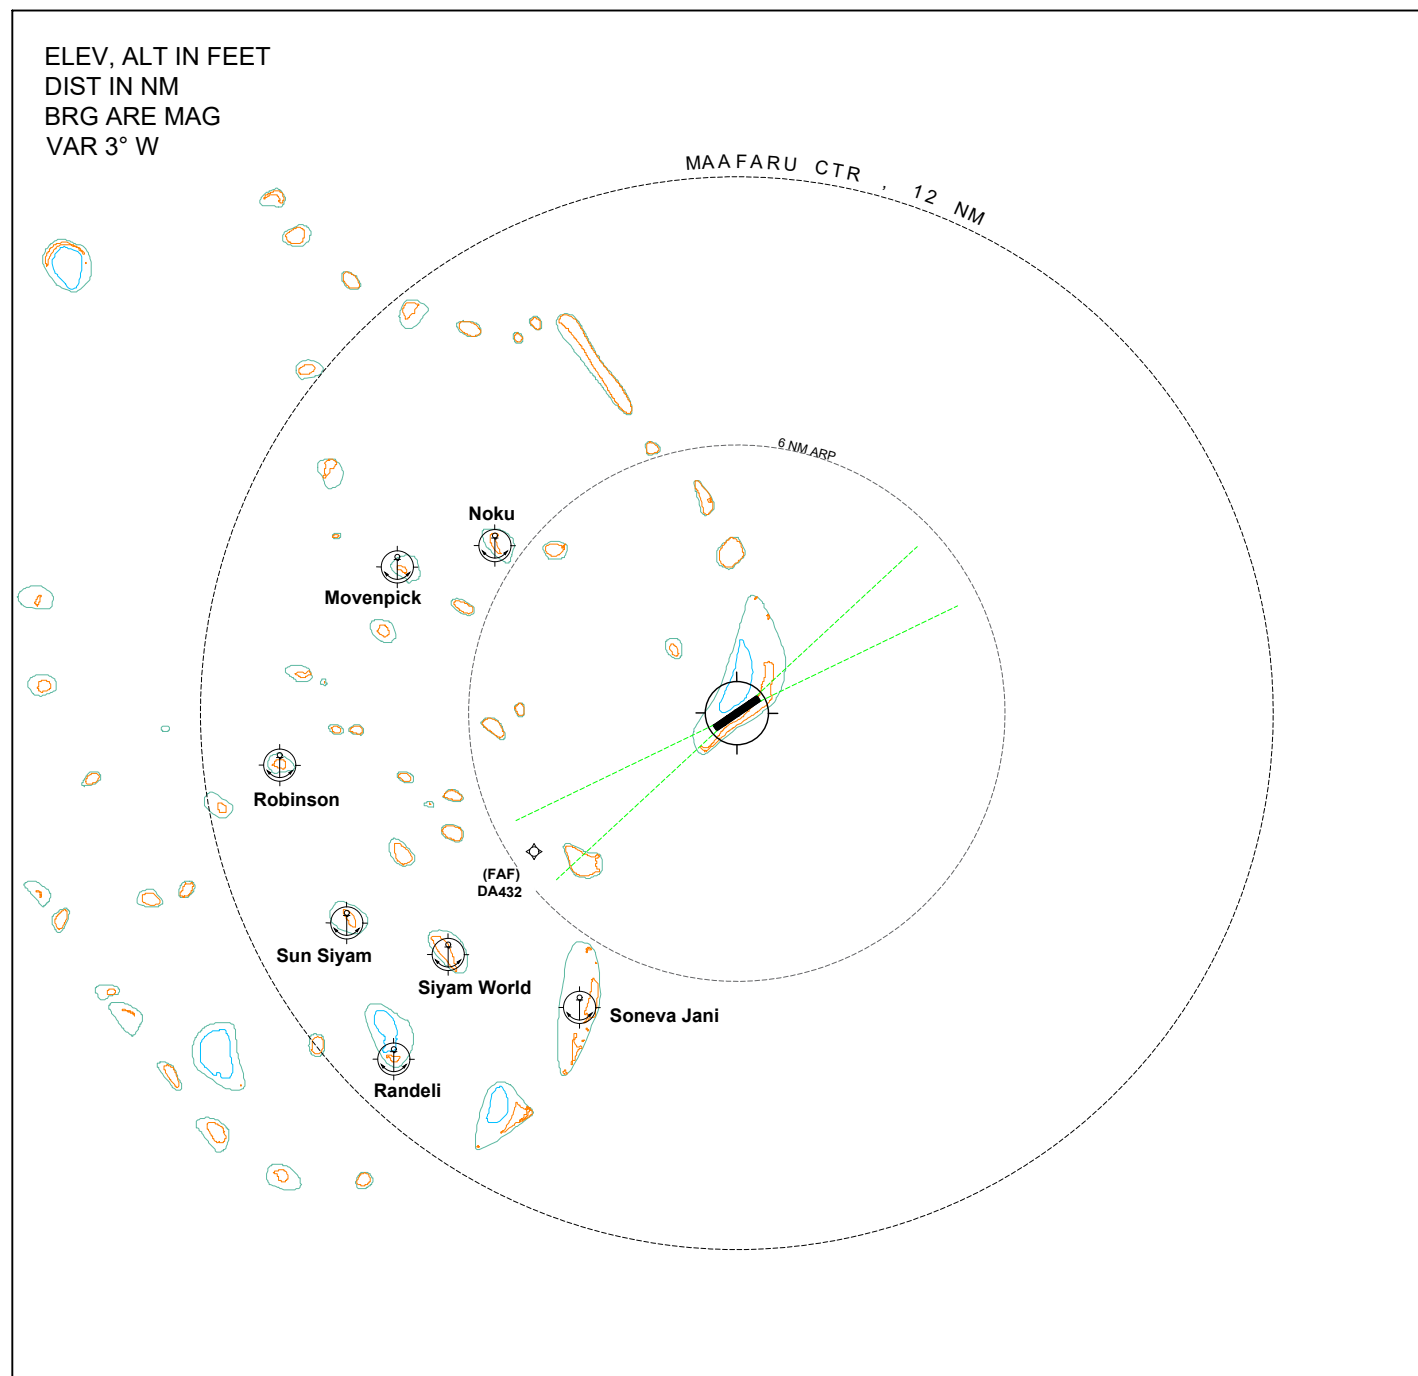 ELEV, ALT IN FEET
DIST IN NM
BRG ARE MAG
VAR 3° W
MAAFARU CTR , 12 NM
6 NM ARP
Noku
Movenpick
Robinson
(FAF)
DA432
Sun Siyam
Siyam World
Soneva Jani
Randeli